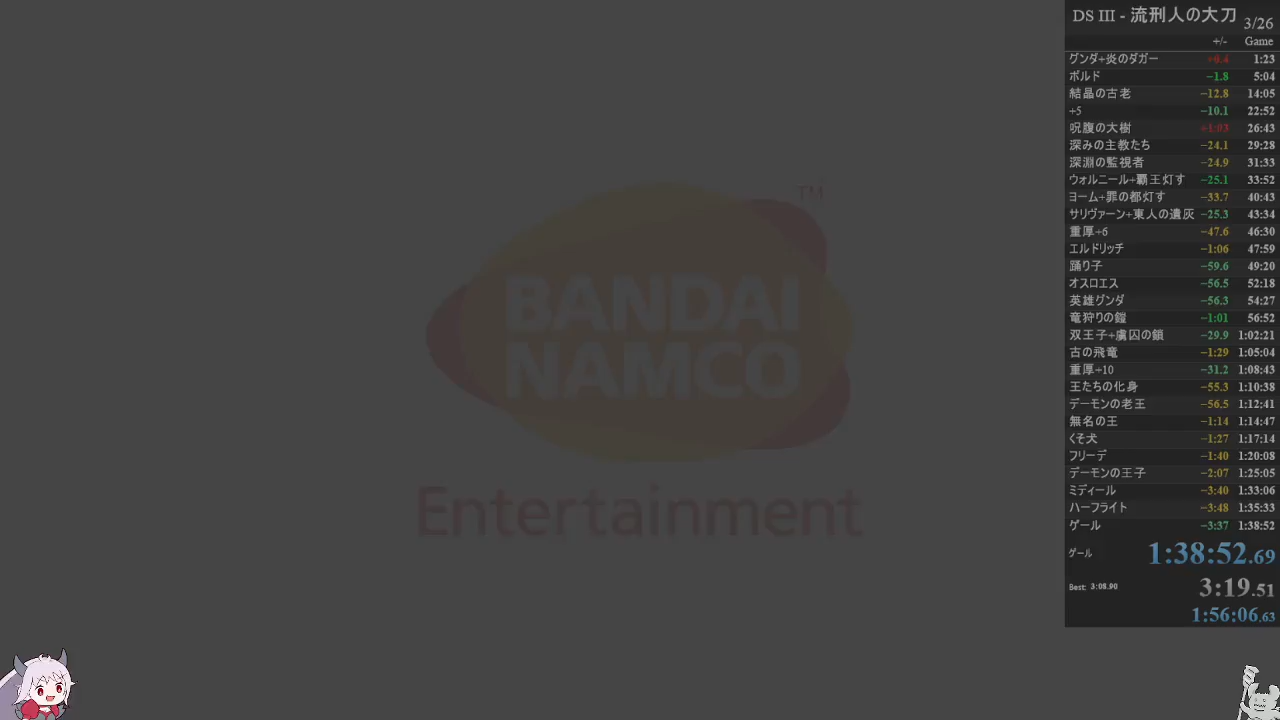 BANDAI
NAMCO
TM
Entertainment
DS III - 流刑人の大刀 3/26
+/- Game
グンダ+炎のダガー +0.4 1:23
ボルド −1.8 5:04
結晶の古老 −12.8 14:05
+5 −10.1 22:52
呪腹の大樹 +1:03 26:43
深みの主教たち −24.1 29:28
深淵の監視者 −24.9 31:33
ウォルニール+覇王灯す −25.1 33:52
ヨーム+罪の都灯す −33.7 40:43
サリヴァーン+東人の遺灰 −25.3 43:34
重厚+6 −47.6 46:30
エルドリッチ −1:06 47:59
踊り子 −59.6 49:20
オスロエス −56.5 52:18
英雄グンダ −56.3 54:27
竜狩りの鎧 −1:01 56:52
双王子+虜囚の鎖 −29.9 1:02:21
古の飛竜 −1:29 1:05:04
重厚+10 −31.2 1:08:43
王たちの化身 −55.3 1:10:38
デーモンの老王 −56.5 1:12:41
無名の王 −1:14 1:14:47
くそ犬 −1:27 1:17:14
フリーデ −1:40 1:20:08
デーモンの王子 −2:07 1:25:05
ミディール −3:40 1:33:06
ハーフライト −3:48 1:35:33
ゲール −3:37 1:38:52
ゲール 1:38:52.69
Best: 3:08.90 3:19.51
1:56:06.63